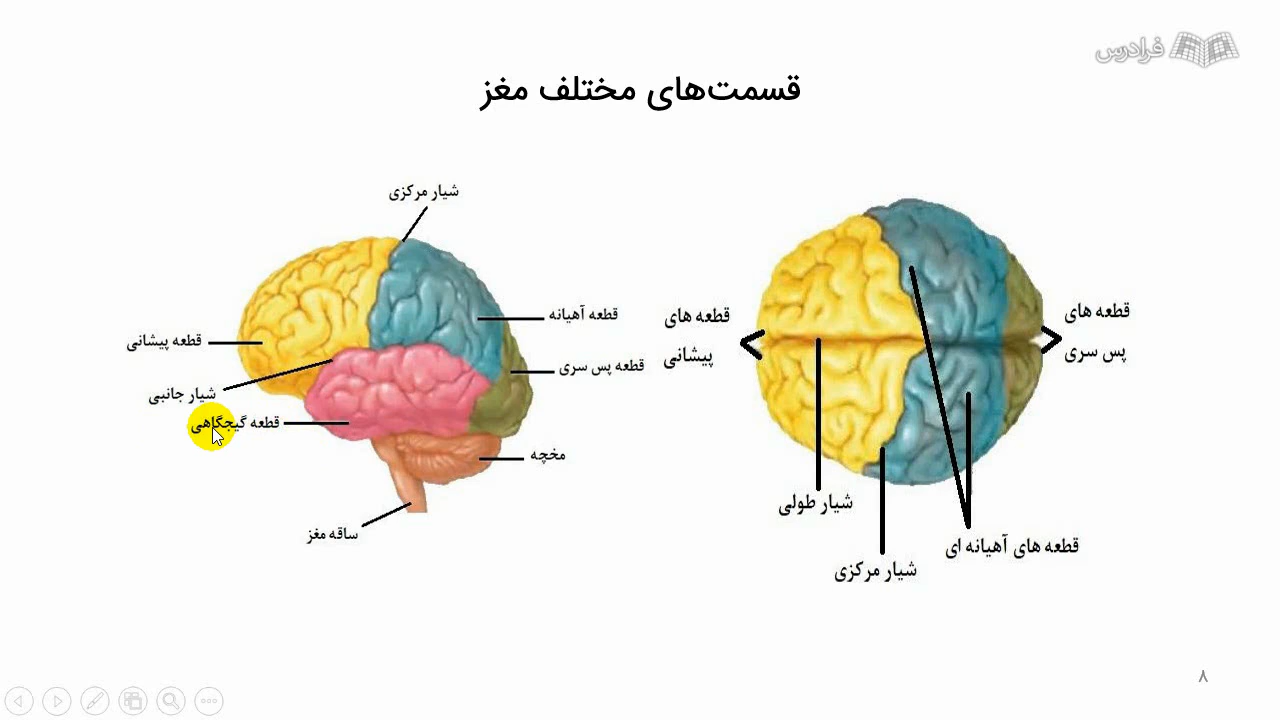 فرادرس
قسمت‌های مختلف مغز
شیار مرکزی
قطعه آهیانه
قطعه پیشانی
قطعه پس سری
شیار جانبی
قطعه گیجگاهی
مخچه
ساقه مغز
قطعه های
پیشانی
قطعه های
پس سری
شیار طولی
قطعه های آهیانه ای
شیار مرکزی
۸